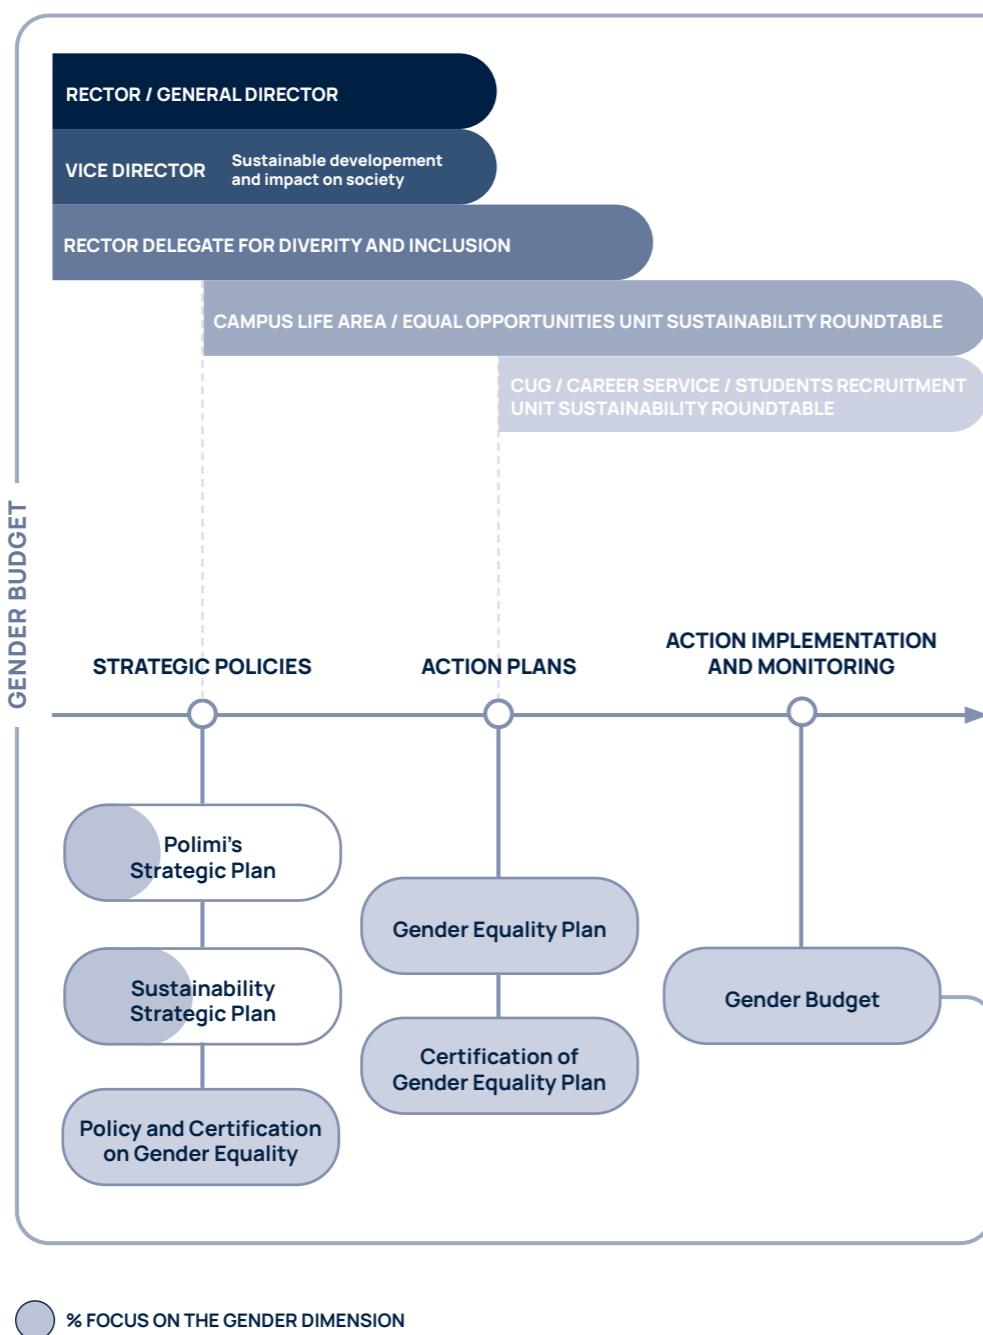 RECTOR / GENERAL DIRECTOR
VICE DIRECTOR
Sustainable developement
and impact on society
RECTOR DELEGATE FOR DIVERITY AND INCLUSION
CAMPUS LIFE AREA / EQUAL OPPORTUNITIES UNIT SUSTAINABILITY ROUNDTABLE
CUG / CAREER SERVICE / STUDENTS RECRUITMENT
UNIT SUSTAINABILITY ROUNDTABLE
GENDER BUDGET
STRATEGIC POLICIES
ACTION PLANS
ACTION IMPLEMENTATION
AND MONITORING
Polimi's
Strategic Plan
Sustainability
Strategic Plan
Policy and Certification
on Gender Equality
Gender Equality Plan
Certification of
Gender Equality Plan
Gender Budget
% FOCUS ON THE GENDER DIMENSION